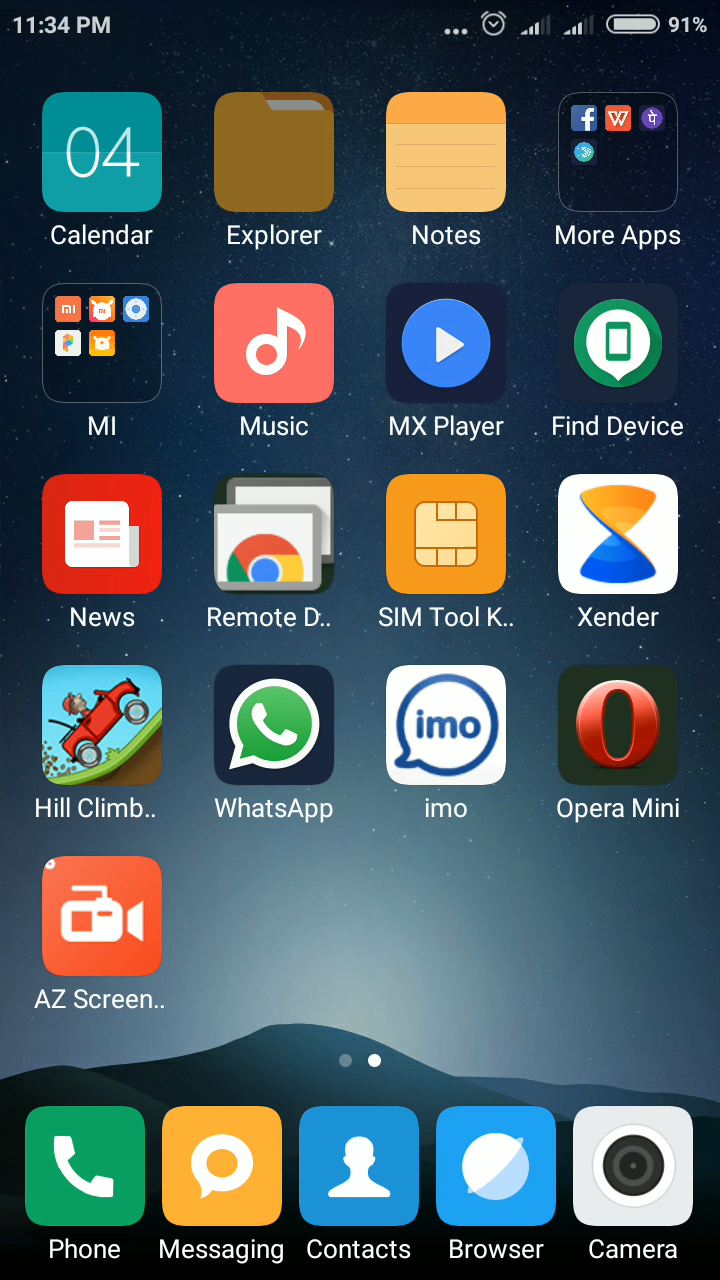 11:34 PM ... 91%
04
Calendar Explorer Notes More Apps
MI Music MX Player Find Device
News Remote D.. SIM Tool K.. Xender
imo
Hill Climb.. WhatsApp imo Opera Mini
AZ Screen..
Phone Messaging Contacts Browser Camera